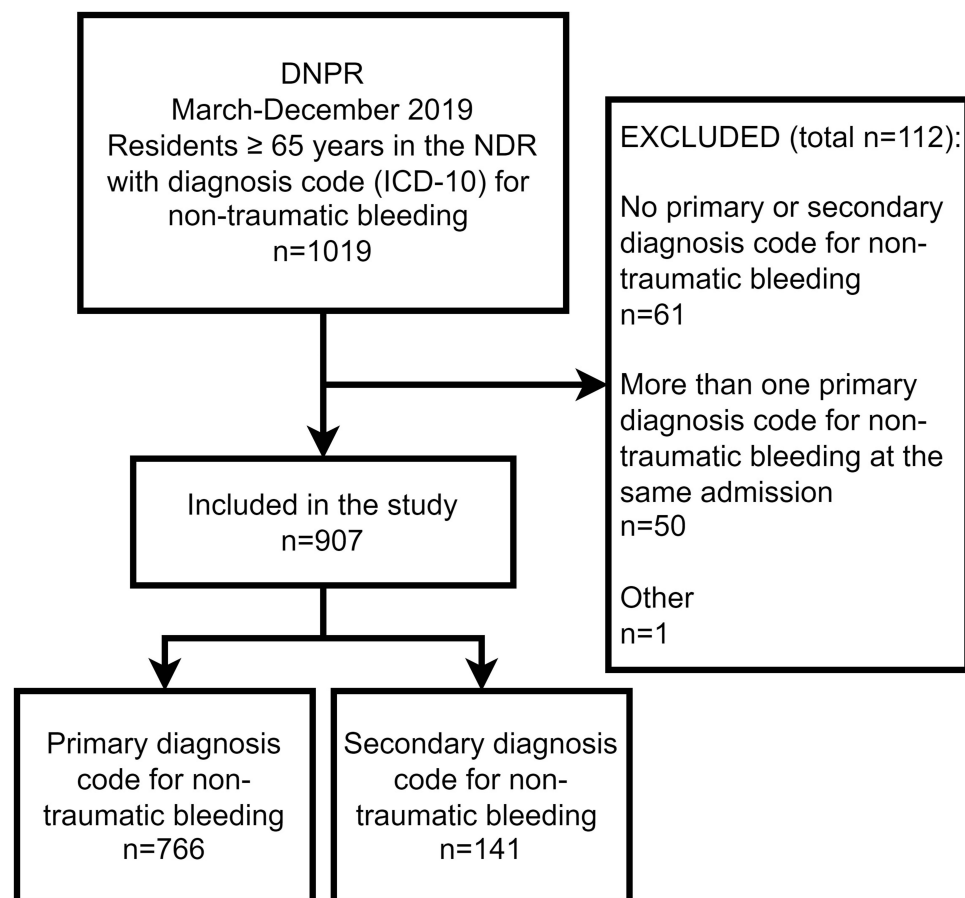 DNPR
March-December 2019
Residents ≥ 65 years in the NDR
with diagnosis code (ICD-10) for
non-traumatic bleeding
n=1019
EXCLUDED (total n=112):
No primary or secondary
diagnosis code for non-
traumatic bleeding
n=61
More than one primary
diagnosis code for non-
traumatic bleeding at the
same admission
n=50
Other
n=1
Included in the study
n=907
Primary diagnosis
code for non-
traumatic bleeding
n=766
Secondary diagnosis
code for non-
traumatic bleeding
n=141